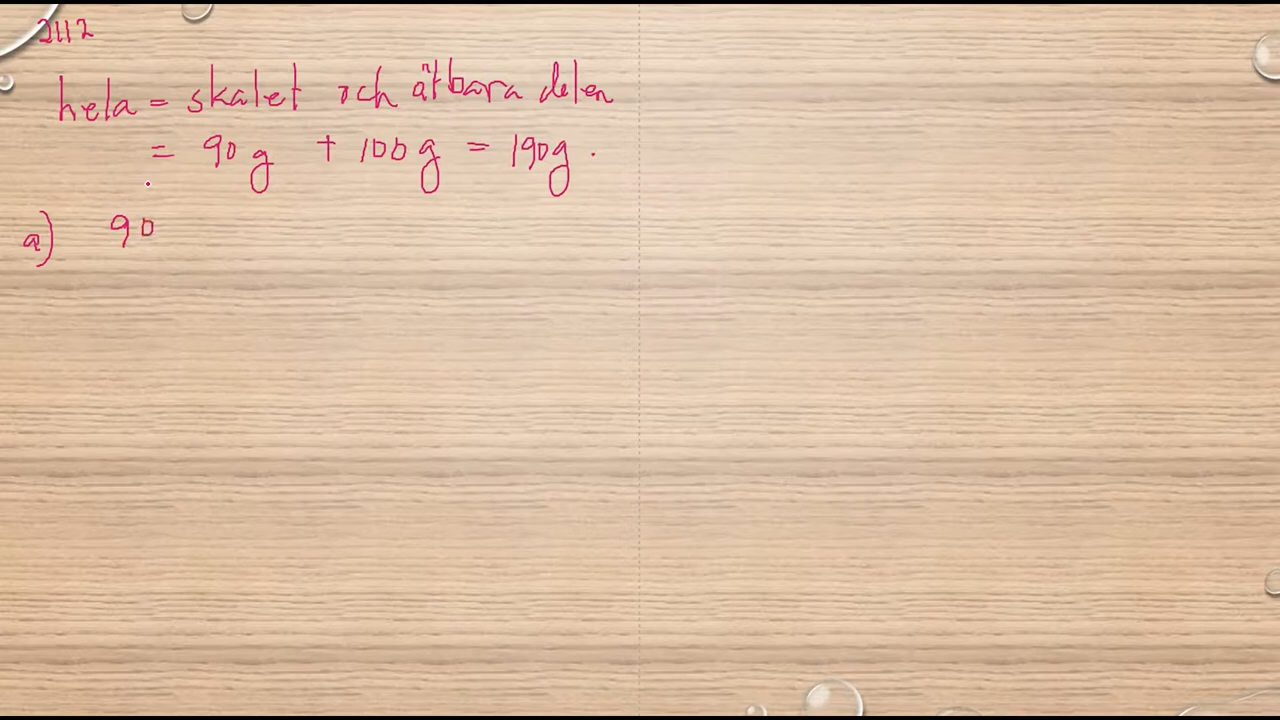 2112
hela = skalet och ätbara delen
= 90 g + 100 g = 190 g.
a) 90